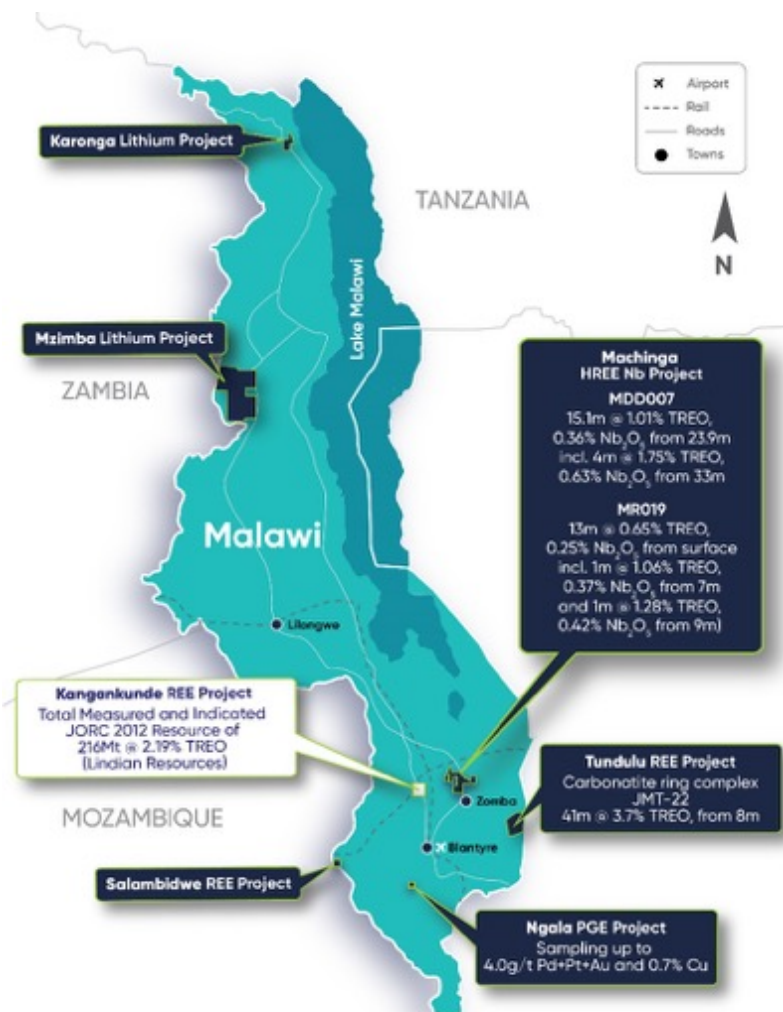 Airport
Rail
Roads
Towns
N
Karonga Lithium Project
TANZANIA
Lake Malawi
Mzimba Lithium Project
ZAMBIA
Machinga
HREE Nb Project
MDD007
15.1m @ 1.01% TREO,
0.36% Nb₂O₅ from 23.9m
incl. 4m @ 1.75% TREO,
0.63% Nb₂O₅ from 33m
MR019
13m @ 0.65% TREO,
0.25% Nb₂O₅ from surface
incl. 1m @ 1.06% TREO,
0.37% Nb₂O₅ from 7m
and 1m @ 1.28% TREO,
0.42% Nb₂O₅ from 9m)
Malawi
Lilongwe
Kangankunde REE Project
Total Measured and Indicated
JORC 2012 Resource of
216Mt @ 2.19% TREO
(Lindian Resources)
Tundulu REE Project
Carbonatite ring complex
JMT-22
41m @ 3.7% TREO, from 8m
Zomba
MOZAMBIQUE
Blantyre
Salambidwe REE Project
Ngala PGE Project
Sampling up to
4.0g/t Pd+Pt+Au and 0.7% Cu